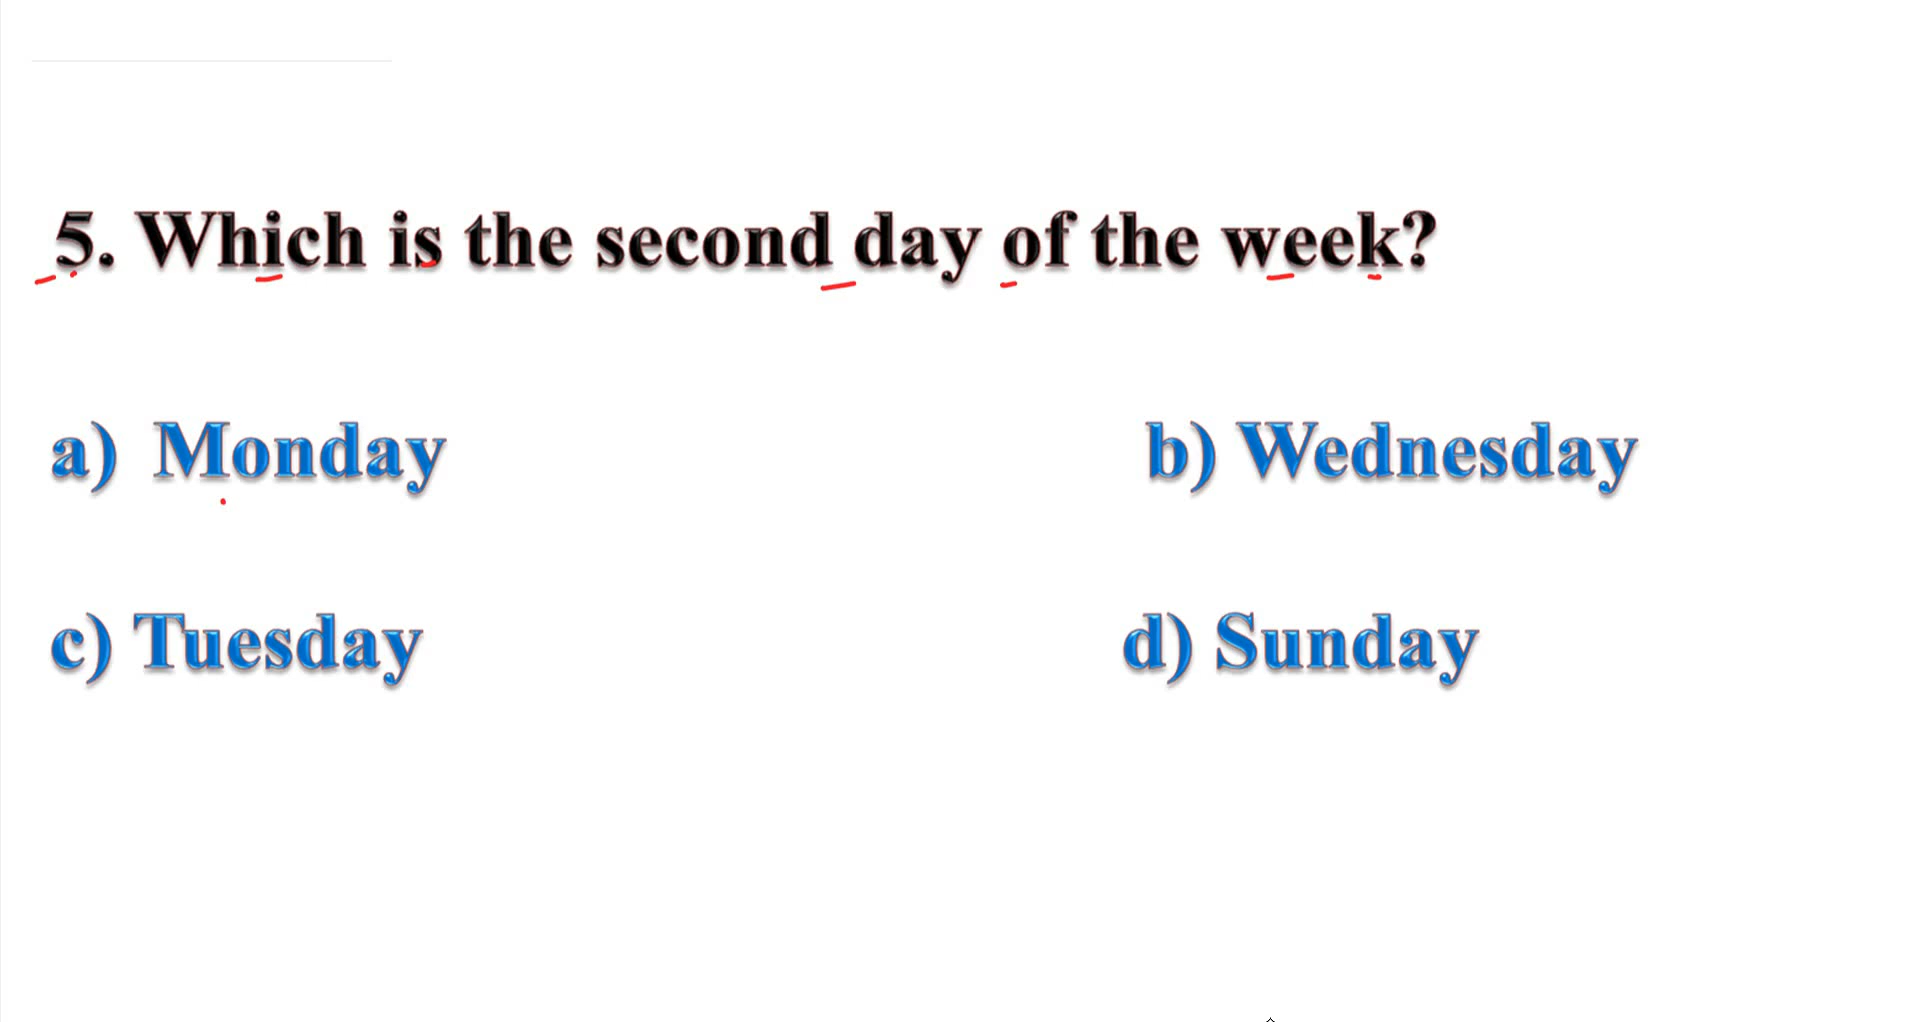 5. Which is the second day of the week?
a) Monday
b) Wednesday
c) Tuesday
d) Sunday